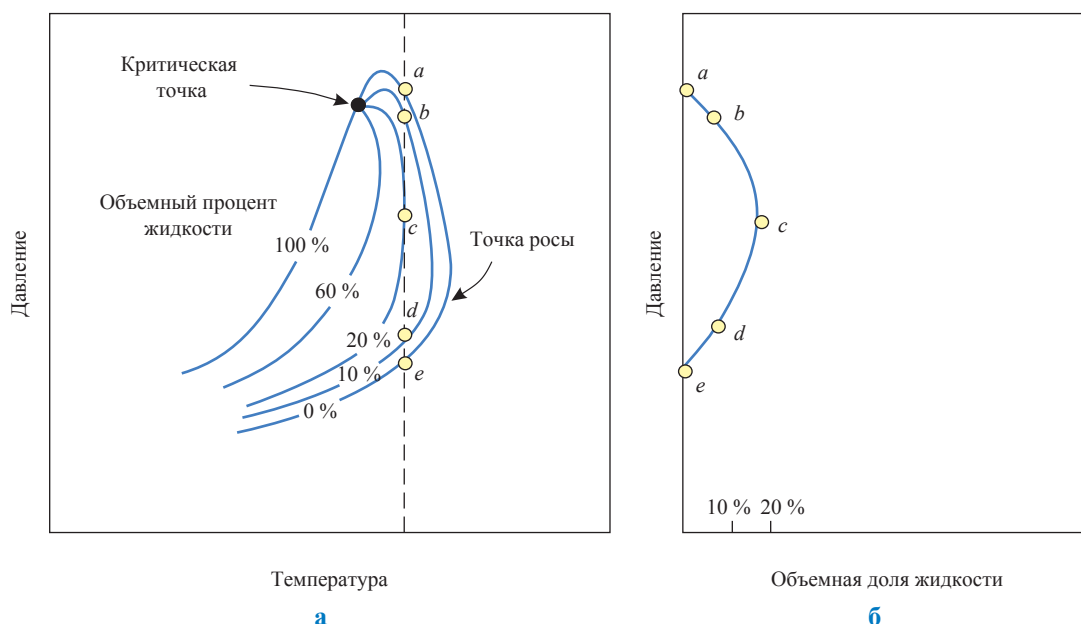 Критическая
точка
a
b
Объемный процент
жидкости
c
100 %
Точка росы
60 %
d
20 %
10 %
e
0 %
Давление
Температура
а
a
b
c
d
e
Давление
10 % 20 %
Объемная доля жидкости
б